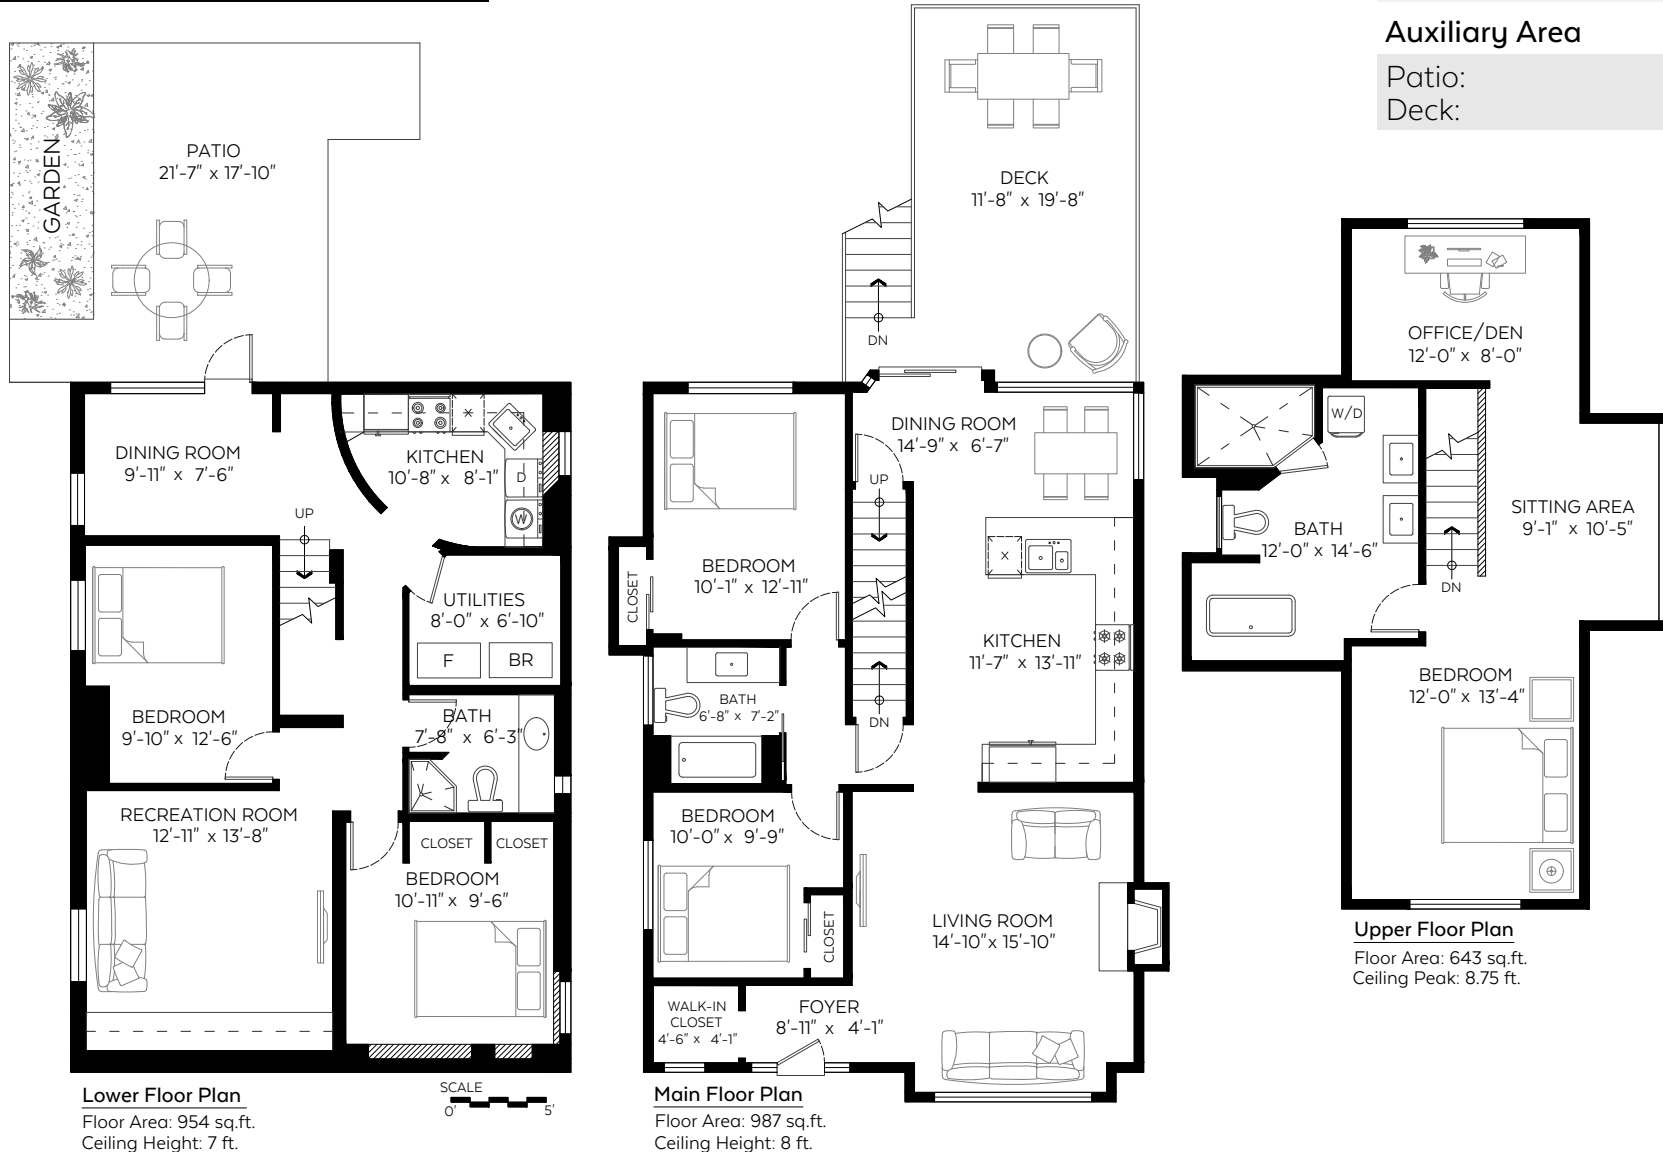 Auxiliary Area
Patio:
Deck:
GARDEN
PATIO
21'-7" x 17'-10"
DINING ROOM
9'-11" x 7'-6"
KITCHEN
10'-8" x 8'-1"
D
W
UP
UTILITIES
8'-0" x 6'-10"
F
BR
BEDROOM
9'-10" x 12'-6"
BATH
7'-8" x 6'-3"
RECREATION ROOM
12'-11" x 13'-8"
CLOSET
CLOSET
BEDROOM
10'-11" x 9'-6"
Lower Floor Plan
Floor Area: 954 sq.ft.
Ceiling Height: 7 ft.
SCALE
0'
5'
DECK
11'-8" x 19'-8"
DN
DINING ROOM
14'-9" x 6'-7"
UP
BEDROOM
10'-1" x 12'-11"
CLOSET
X
KITCHEN
11'-7" x 13'-11"
BATH
6'-8" x 7'-2"
DN
BEDROOM
10'-0" x 9'-9"
CLOSET
LIVING ROOM
14'-10" x 15'-10"
WALK-IN
CLOSET
4'-6" x 4'-1"
FOYER
8'-11" x 4'-1"
Main Floor Plan
Floor Area: 987 sq.ft.
Ceiling Height: 8 ft.
OFFICE/DEN
12'-0" x 8'-0"
W/D
SITTING AREA
9'-1" x 10'-5"
BATH
12'-0" x 14'-6"
DN
BEDROOM
12'-0" x 13'-4"
Upper Floor Plan
Floor Area: 643 sq.ft.
Ceiling Peak: 8.75 ft.